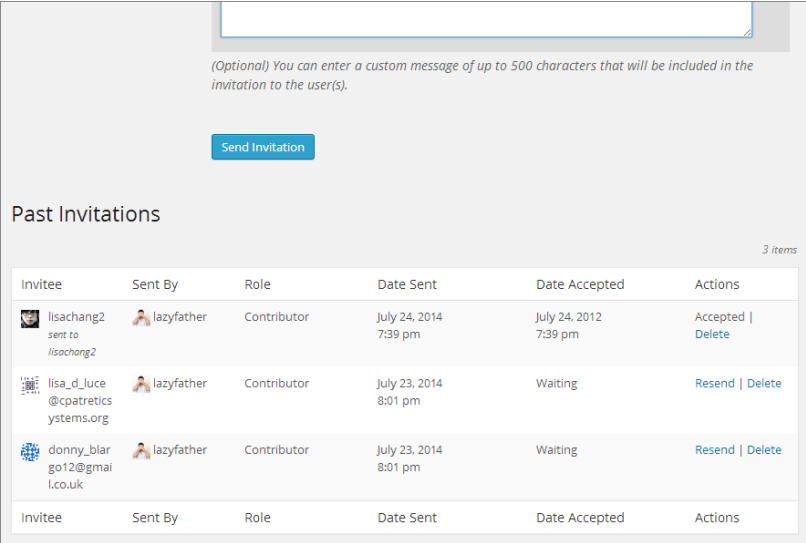 (Optional) You can enter a custom message of up to 500 characters that will be included in the
invitation to the user(s).
Send Invitation
Past Invitations
3 items
Invitee Sent By Role Date Sent Date Accepted Actions
lisachang2 lazyfather Contributor July 24, 2014 July 24, 2012 Accepted |
sent to 7:39 pm 7:39 pm Delete
lisachang2
lisa_d_luce lazyfather Contributor July 23, 2014 Waiting Resend | Delete
@cpatretics 8:01 pm
ystems.org
donny_blar lazyfather Contributor July 23, 2014 Waiting Resend | Delete
go12@gmai 8:01 pm
l.co.uk
Invitee Sent By Role Date Sent Date Accepted Actions